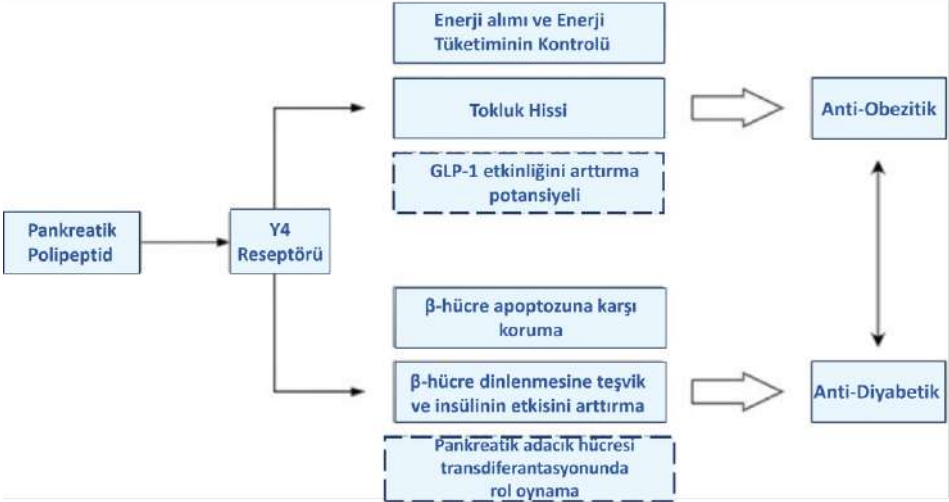 Enerji alımı ve Enerji
Tüketiminin Kontrolü
Tokluk Hissi
Anti-Obezitik
GLP-1 etkinliğini arttırma
potansiyeli
Pankreatik
Polipeptid
Y4
Reseptörü
β-hücre apoptozuna karşı
koruma
β-hücre dinlenmesine teşvik
ve insülinin etkisini arttırma
Anti-Diyabetik
Pankreatik adacık hücresi
transdiferantasyonunda
rol oynama